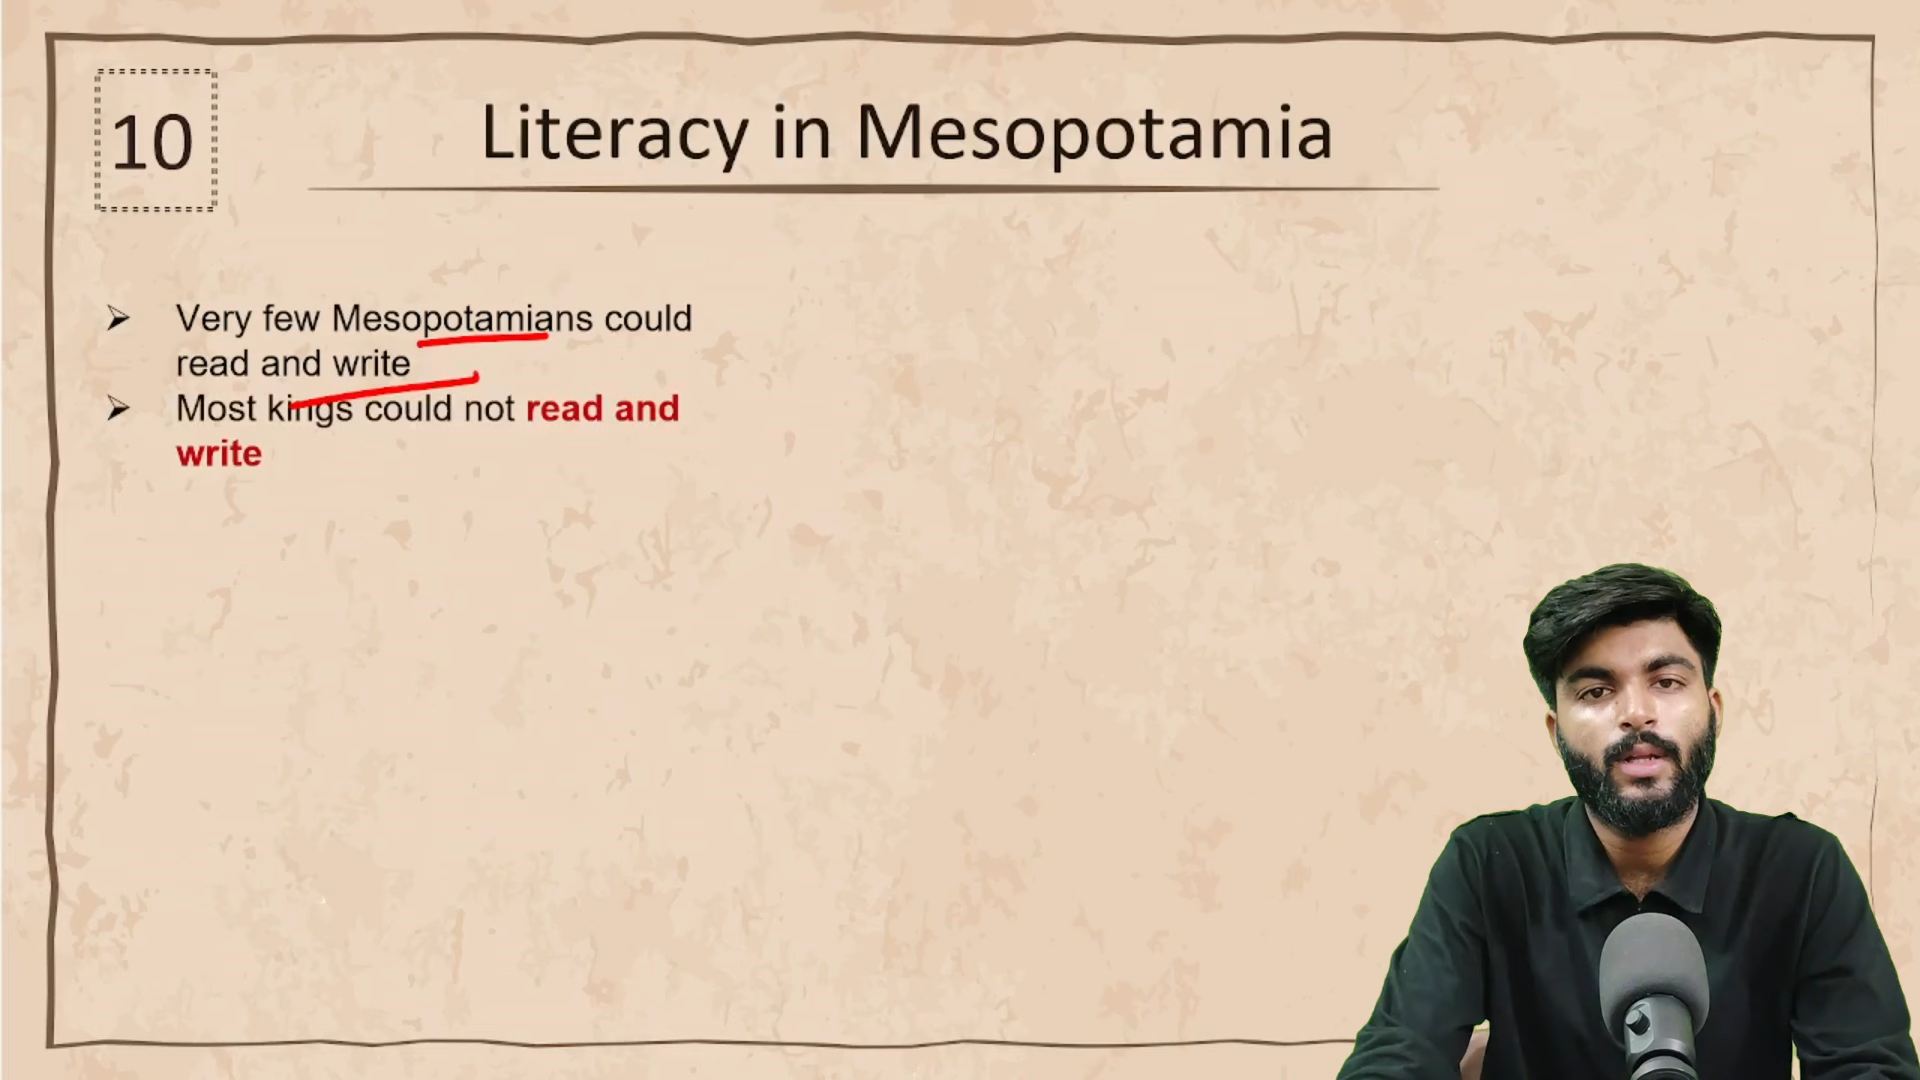 10
Literacy in Mesopotamia
➢ Very few Mesopotamians could
read and write
➢ Most kings could not read and
write